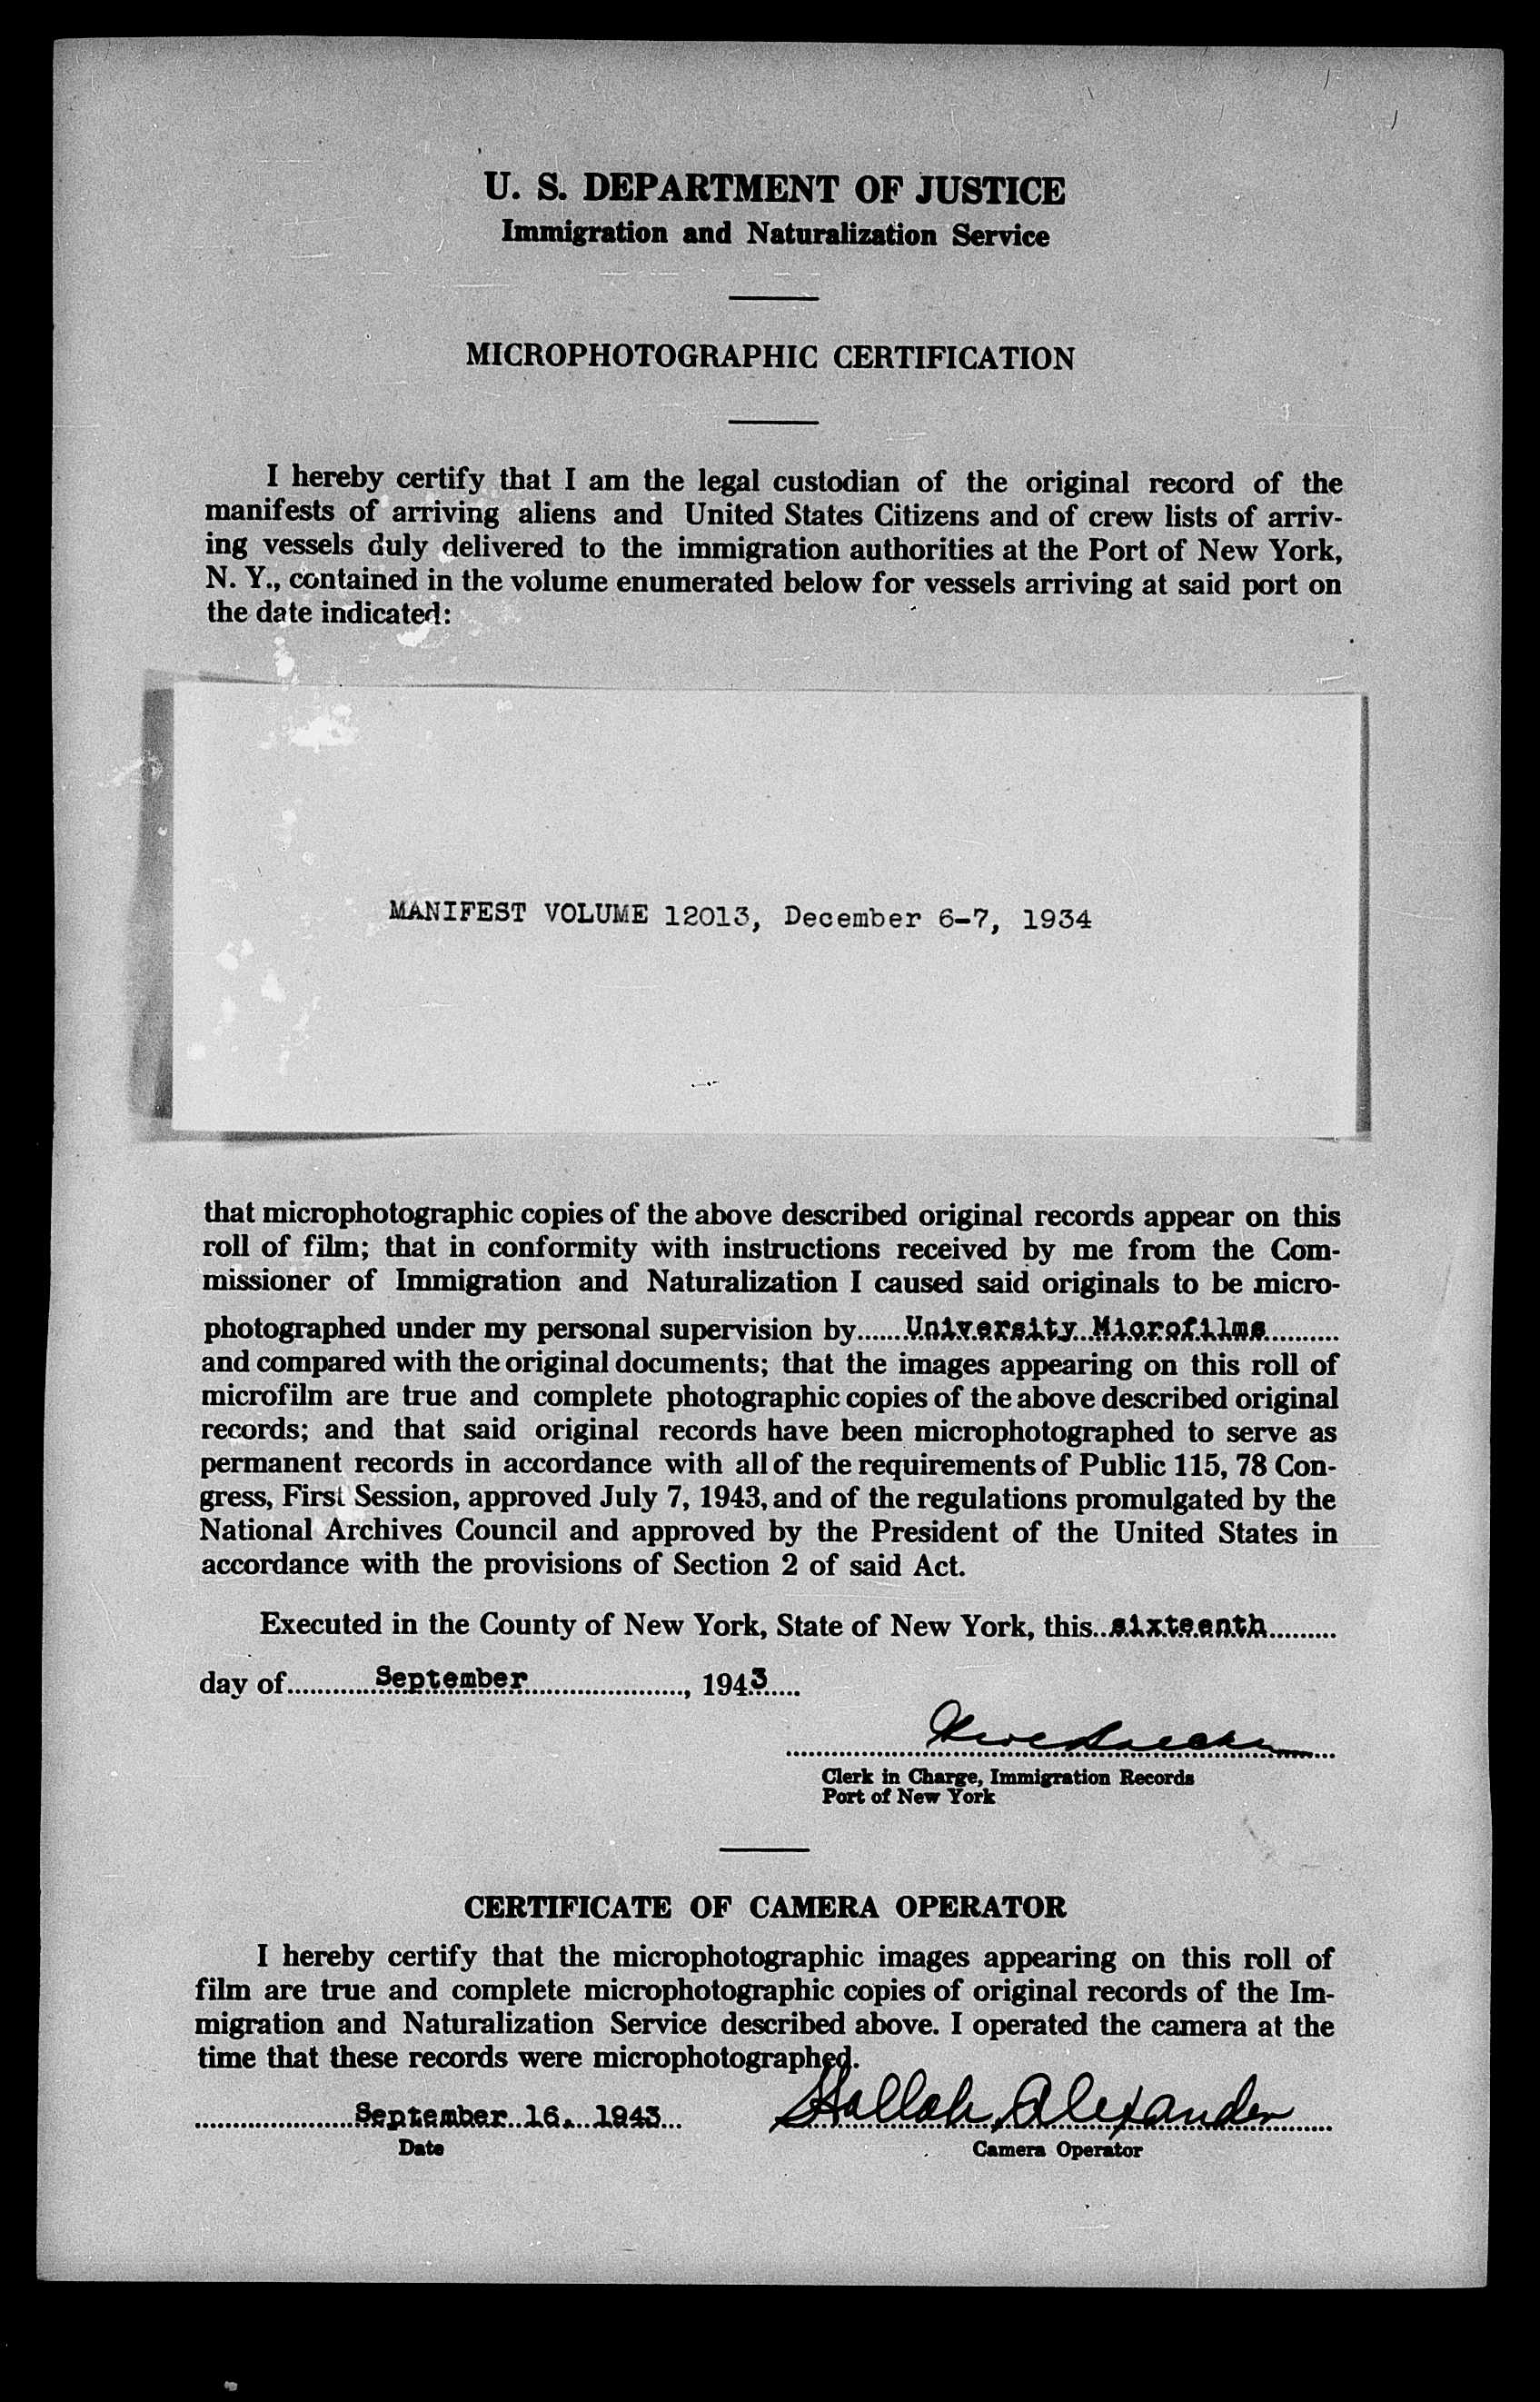 U. S. DEPARTMENT OF JUSTICE
Immigration and Naturalization Service
MICROPHOTOGRAPHIC CERTIFICATION
I hereby certify that I am the legal custodian of the original record of the
manifests of arriving aliens and United States Citizens and of crew lists of arriv-
ing vessels duly delivered to the immigration authorities at the Port of New York,
N. Y., contained in the volume enumerated below for vessels arriving at said port on
the date indicated:
MANIFEST VOLUME 12013, December 6-7, 1934
that microphotographic copies of the above described original records appear on this
roll of film; that in conformity with instructions received by me from the Com-
missioner of Immigration and Naturalization I caused said originals to be micro-
photographed under my personal supervision by......University Microfilms..........
and compared with the original documents; that the images appearing on this roll of
microfilm are true and complete photographic copies of the above described original
records; and that said original records have been microphotographed to serve as
permanent records in accordance with all of the requirements of Public 115, 78 Con-
gress, First Session, approved July 7, 1943, and of the regulations promulgated by the
National Archives Council and approved by the President of the United States in
accordance with the provisions of Section 2 of said Act.
Executed in the County of New York, State of New York, this..sixteenth.........
day of............September......................, 1943.....
Clerk in Charge, Immigration Records
Port of New York
CERTIFICATE OF CAMERA OPERATOR
I hereby certify that the microphotographic images appearing on this roll of
film are true and complete microphotographic copies of original records of the Im-
migration and Naturalization Service described above. I operated the camera at the
time that these records were microphotographed.
September 16, 1943 Hallah Alexander
Date Camera Operator